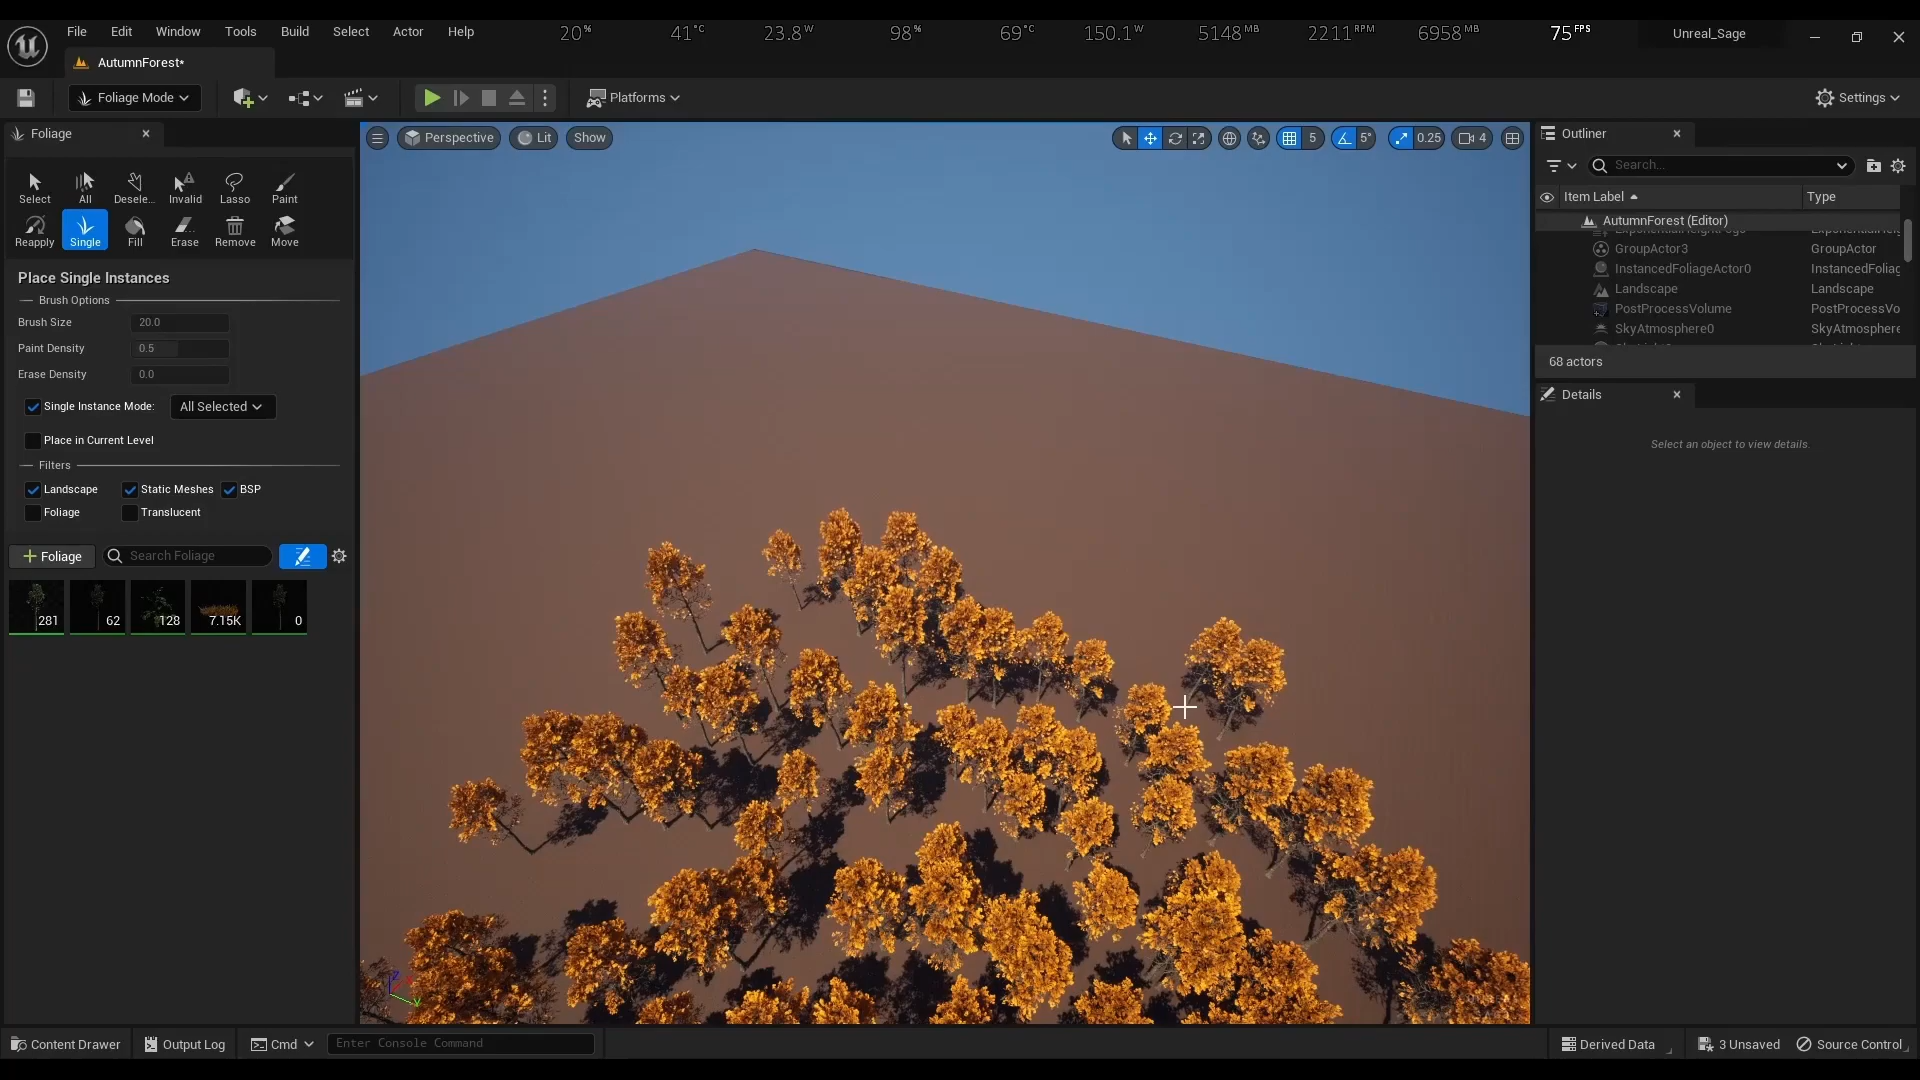 File Edit Window Tools Build Select Actor Help
20% 41°C 23.8W 98% 69°C 150.1W 5148MB 2211RPM 6958MB 75FPS
Unreal_Sage
AutumnForest*
Foliage Mode
Platforms
Settings
Foliage
Perspective Lit Show
5 5° 0.25 4
Select All Desele... Invalid Lasso Paint
Reapply Single Fill Erase Remove Move
Place Single Instances
Brush Options
Brush Size 20.0
Paint Density 0.5
Erase Density 0.0
Single Instance Mode: All Selected
Place in Current Level
Filters
Landscape Static Meshes BSP
Foliage Translucent
Foliage Search Foliage
281 62 128 7.15K 0
Outliner
Search...
Item Label Type
AutumnForest (Editor)
GroupActor3 GroupActor
InstancedFoliageActor0 InstancedFoliag
Landscape Landscape
PostProcessVolume PostProcessVo
SkyAtmosphere0 SkyAtmosphere
68 actors
Details
Select an object to view details.
Z
Y
Content Drawer Output Log Cmd Enter Console Command
Derived Data 3 Unsaved Source Control